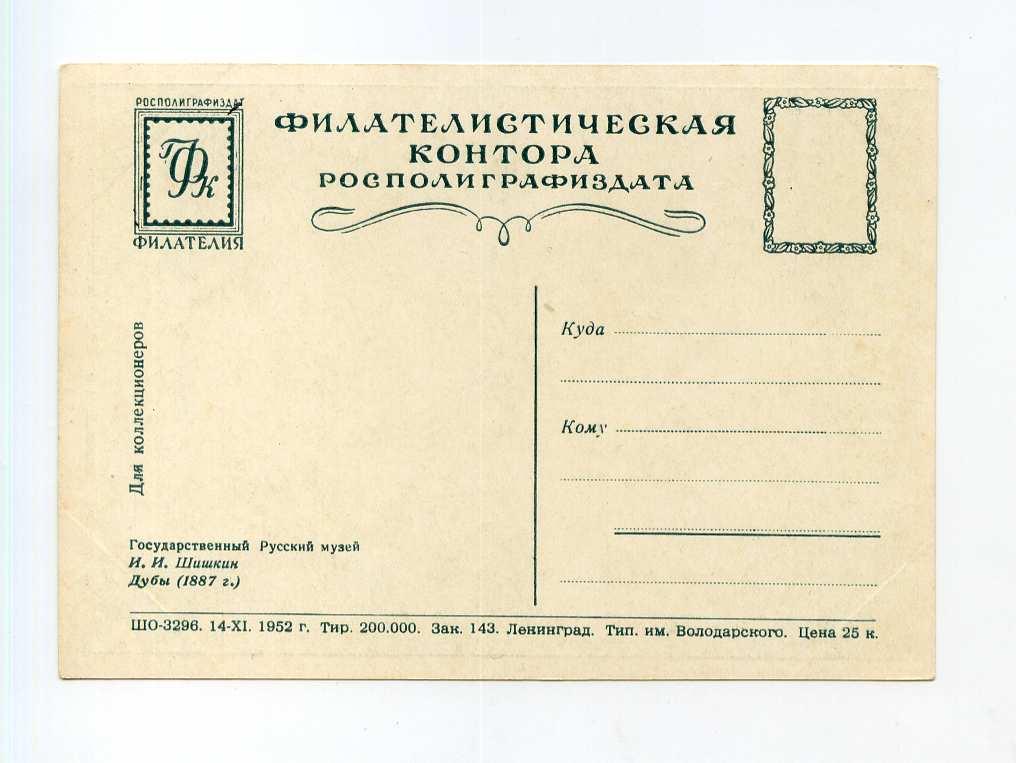 РОСПОЛИГРАФИЗДАТ
ГФК
ФИЛАТЕЛИЯ
ФИЛАТЕЛИСТИЧЕСКАЯ
КОНТОРА
РОСПОЛИГРАФИЗДАТА
Для коллекционеров
Куда
Кому
Государственный Русский музей
И. И. Шишкин
Дубы (1887 г.)
ШО-3296. 14-XI. 1952 г. Тир. 200.000. Зак. 143. Ленинград. Тип. им. Володарского. Цена 25 к.